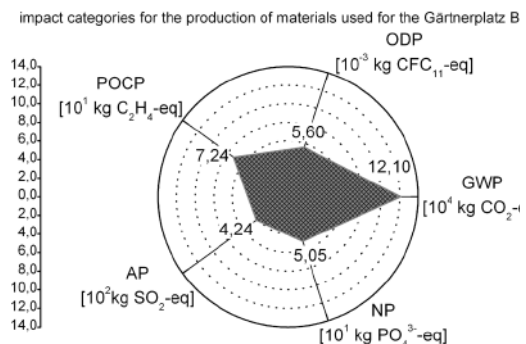 impact categories for the production of materials used for the Gärtnerplatz B
ODP
[10⁻³ kg CFC₁₁-eq]
POCP
[10¹ kg C₂H₄-eq]
14,0
12,0
10,0
8,0
6,0
4,0
2,0
0,0
2,0
4,0
6,0
8,0
10,0
12,0
14,0
5,60
7,24
12,10
GWP
[10⁴ kg CO₂-e
4,24
5,05
AP
[10²kg SO₂-eq]
NP
[10¹ kg PO₄³⁻-eq]